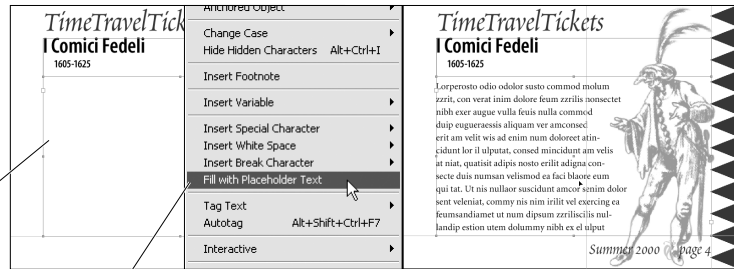 TimeTravelTick
I Comici Fedeli
1605-1625
Anchored Object
Change Case
Hide Hidden Characters Alt+Ctrl+I
Insert Footnote
Insert Variable
Insert Special Character
Insert White Space
Insert Break Character
Fill with Placeholder Text
Tag Text
Autotag Alt+Shift+Ctrl+F7
Interactive
TimeTravelTickets
I Comici Fedeli
1605-1625
Lorperosto odio odolor susto commod molum
zzrit, con verat inim dolore feum zzrilis nonsectet
nibh exer augue vulla feuis nulla commod
duip eugueraessis aliquam ver amconsed
erit am velit wis ad enim num doloreet atin-
cidunt lor il ulputat, consed mincidunt am velis
at niat, quatisit adipis nosto erilit adigna con-
secte duis numsan velismod ea faci blaore eum
qui tat. Ut nis nullaor suscidunt amcor senim dolor
sent veleniat, commy nis nim irilit vel exercing ea
feumsandiamet ut num dipsum zzriliscilis nul-
landip estion utem dolummy nibh ex el ulput
Summer 2000 page 4